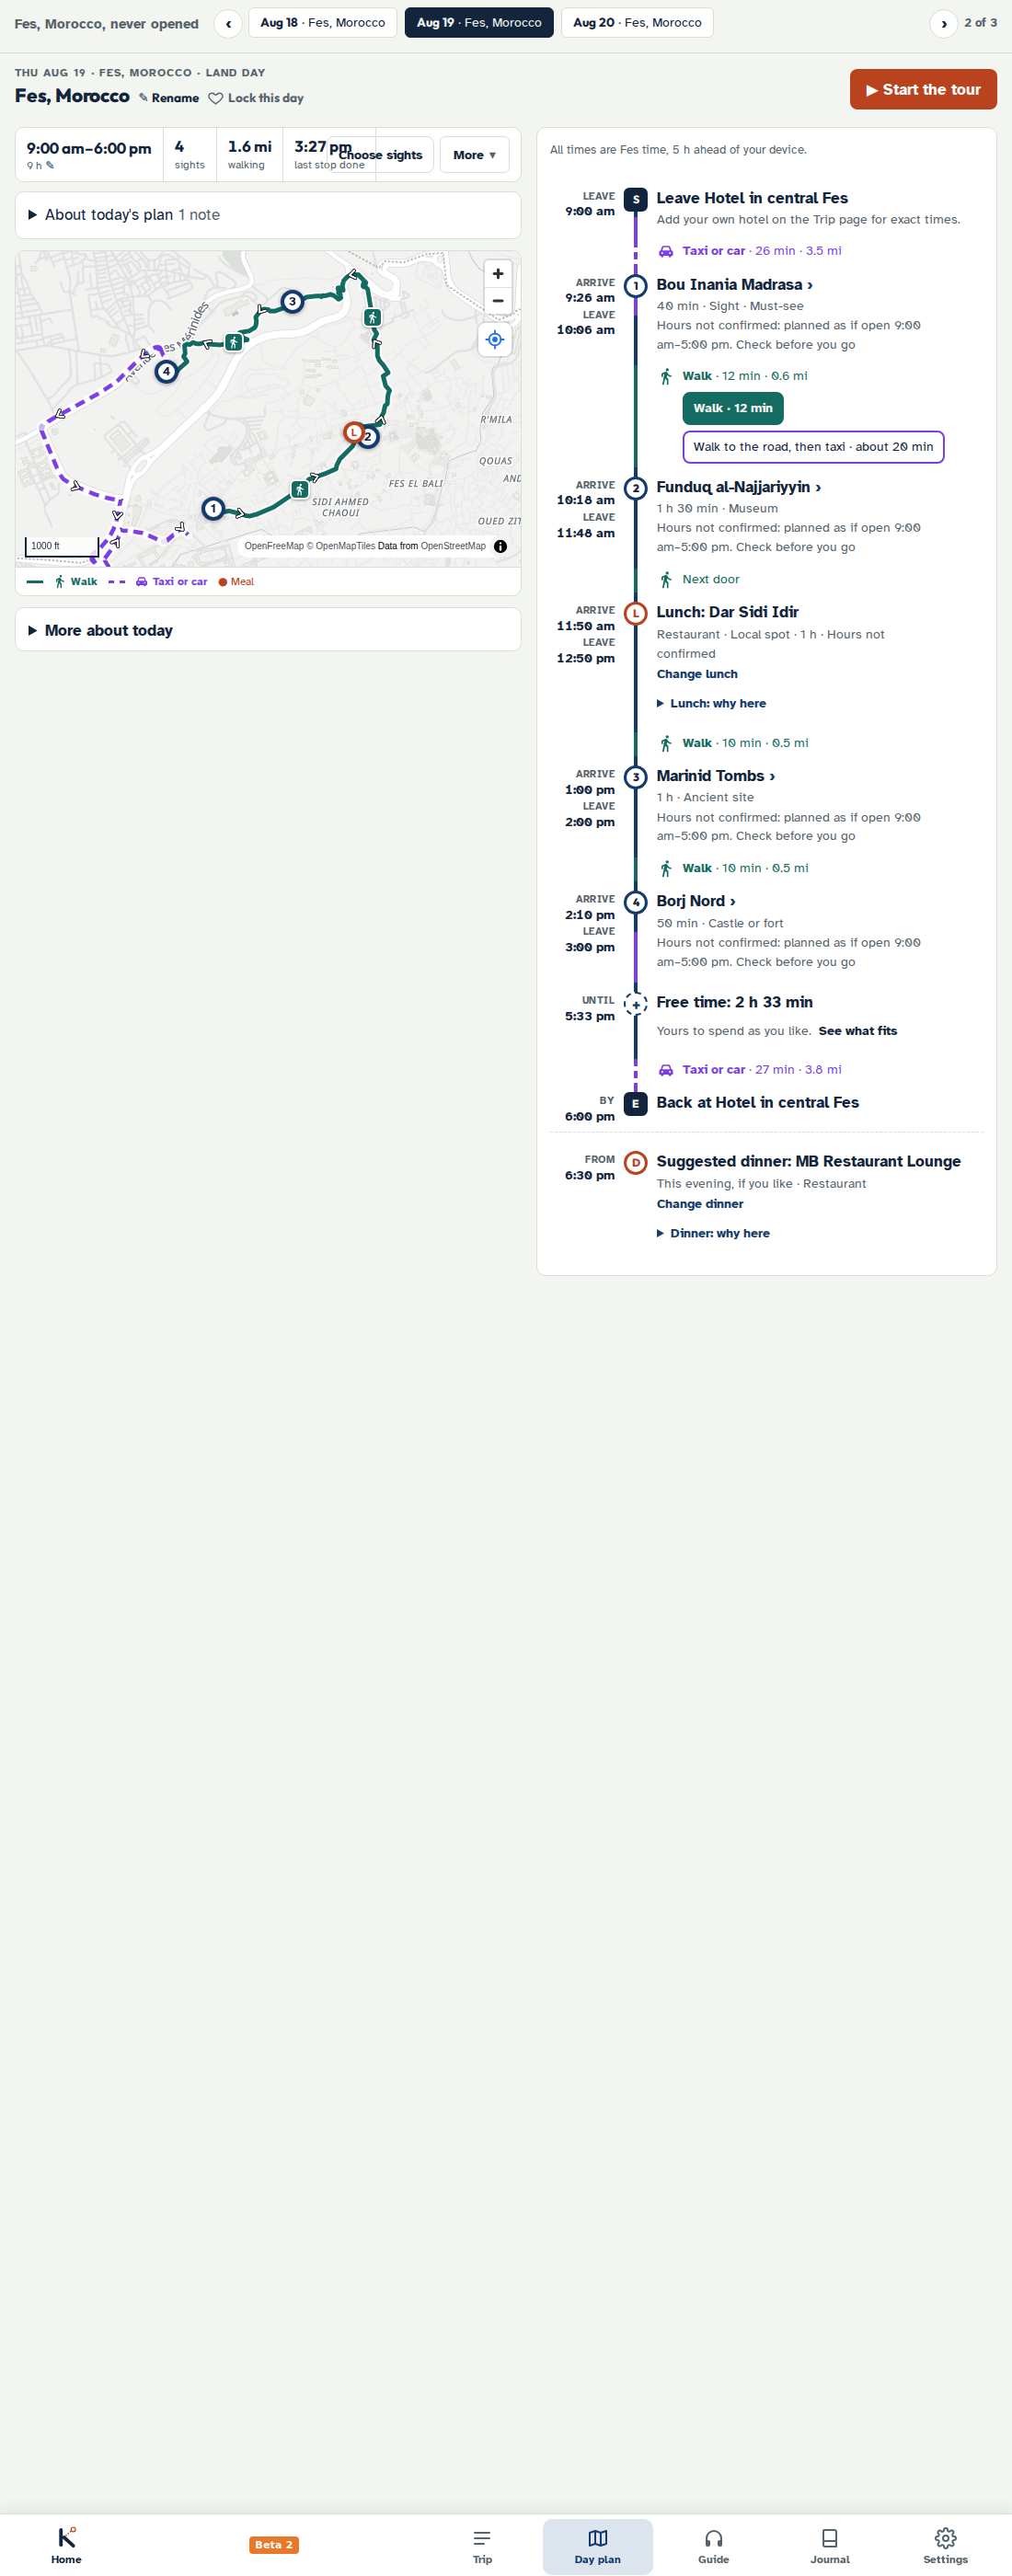 Fes, Morocco, never opened
‹
Aug 18 · Fes, Morocco
Aug 19 · Fes, Morocco
Aug 20 · Fes, Morocco
›
2 of 3
THU AUG 19 · FES, MOROCCO · LAND DAY
Fes, Morocco ✎ Rename ♡ Lock this day
▶ Start the tour
9:00 am–6:00 pm
9 h ✎
4
sights
1.6 mi
walking
3:27 pm
last stop done
Choose sights
More ▾
▶ About today's plan 1 note
3
4
L
2
1
R'MILA
QOUAS
FES EL BALI
SIDI AHMED
CHAOUI
+
−
1000 ft
OpenFreeMap © OpenMapTiles Data from OpenStreetMap
Walk
Taxi or car
Meal
▶ More about today
All times are Fes time, 5 h ahead of your device.
LEAVE
9:00 am
S
Leave Hotel in central Fes
Add your own hotel on the Trip page for exact times.
Taxi or car · 26 min · 3.5 mi
ARRIVE
9:26 am
LEAVE
10:06 am
1
Bou Inania Madrasa ›
40 min · Sight · Must-see
Hours not confirmed: planned as if open 9:00
am–5:00 pm. Check before you go
Walk · 12 min · 0.6 mi
Walk · 12 min
Walk to the road, then taxi · about 20 min
ARRIVE
10:18 am
LEAVE
11:48 am
2
Funduq al-Najjariyyin ›
1 h 30 min · Museum
Hours not confirmed: planned as if open 9:00
am–5:00 pm. Check before you go
Next door
ARRIVE
11:50 am
LEAVE
12:50 pm
L
Lunch: Dar Sidi Idir
Restaurant · Local spot · 1 h · Hours not
confirmed
Change lunch
▶ Lunch: why here
Walk · 10 min · 0.5 mi
ARRIVE
1:00 pm
LEAVE
2:00 pm
3
Marinid Tombs ›
1 h · Ancient site
Hours not confirmed: planned as if open 9:00
am–5:00 pm. Check before you go
Walk · 10 min · 0.5 mi
ARRIVE
2:10 pm
LEAVE
3:00 pm
4
Borj Nord ›
50 min · Castle or fort
Hours not confirmed: planned as if open 9:00
am–5:00 pm. Check before you go
UNTIL
5:33 pm
+
Free time: 2 h 33 min
Yours to spend as you like. See what fits
Taxi or car · 27 min · 3.8 mi
BY
6:00 pm
E
Back at Hotel in central Fes
FROM
6:30 pm
D
Suggested dinner: MB Restaurant Lounge
This evening, if you like · Restaurant
Change dinner
▶ Dinner: why here
Home
Beta 2
Trip
Day plan
Guide
Journal
Settings